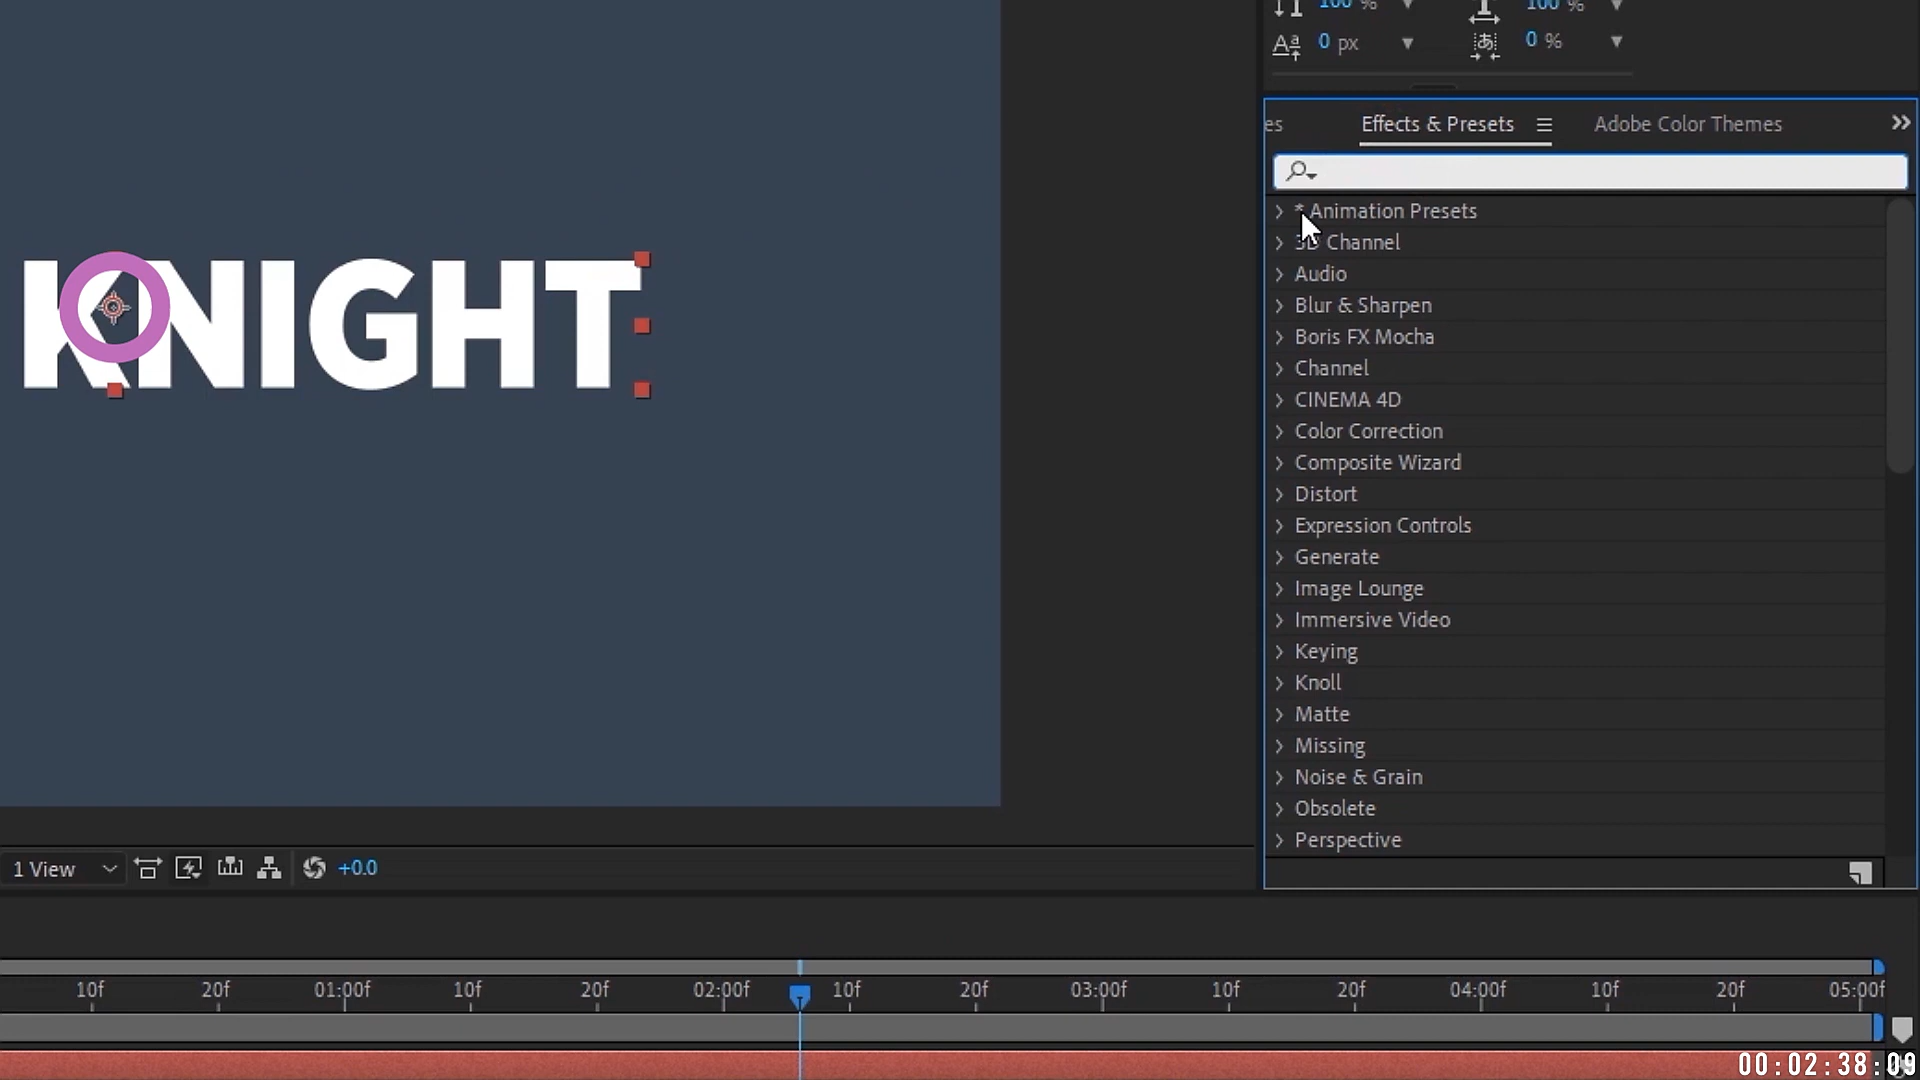 100 % 100 %
0 px 0 %
es Effects & Presets Adobe Color Themes
* Animation Presets
3D Channel
Audio
Blur & Sharpen
Boris FX Mocha
Channel
CINEMA 4D
Color Correction
Composite Wizard
Distort
Expression Controls
Generate
Image Lounge
Immersive Video
Keying
Knoll
Matte
Missing
Noise & Grain
Obsolete
Perspective
KNIGHT
1 View +0.0
10f 20f 01:00f 10f 20f 02:00f 10f 20f 03:00f 10f 20f 04:00f 10f 20f 05:00f
00:02:38:09